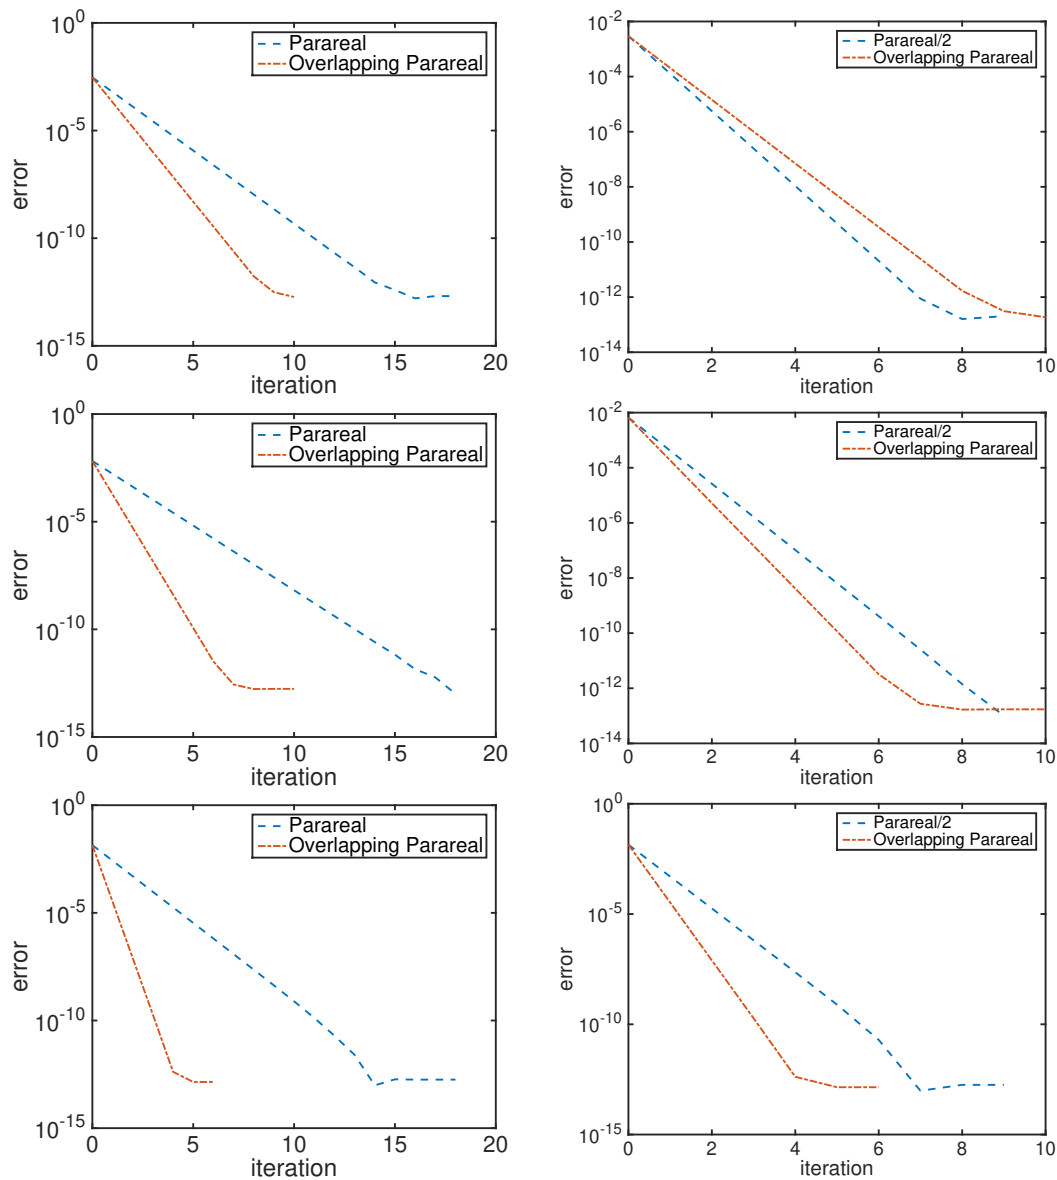 10^0
10^-5
10^-10
10^-15
error
0 5 10 15 20
iteration
Parareal
Overlapping Parareal
10^-2
10^-4
10^-6
10^-8
10^-10
10^-12
10^-14
error
0 2 4 6 8 10
iteration
Parareal/2
Overlapping Parareal
10^0
10^-5
10^-10
10^-15
error
0 5 10 15 20
iteration
Parareal
Overlapping Parareal
10^-2
10^-4
10^-6
10^-8
10^-10
10^-12
10^-14
error
0 2 4 6 8 10
iteration
Parareal/2
Overlapping Parareal
10^0
10^-5
10^-10
10^-15
error
0 5 10 15 20
iteration
Parareal
Overlapping Parareal
10^0
10^-5
10^-10
10^-15
error
0 2 4 6 8 10
iteration
Parareal/2
Overlapping Parareal